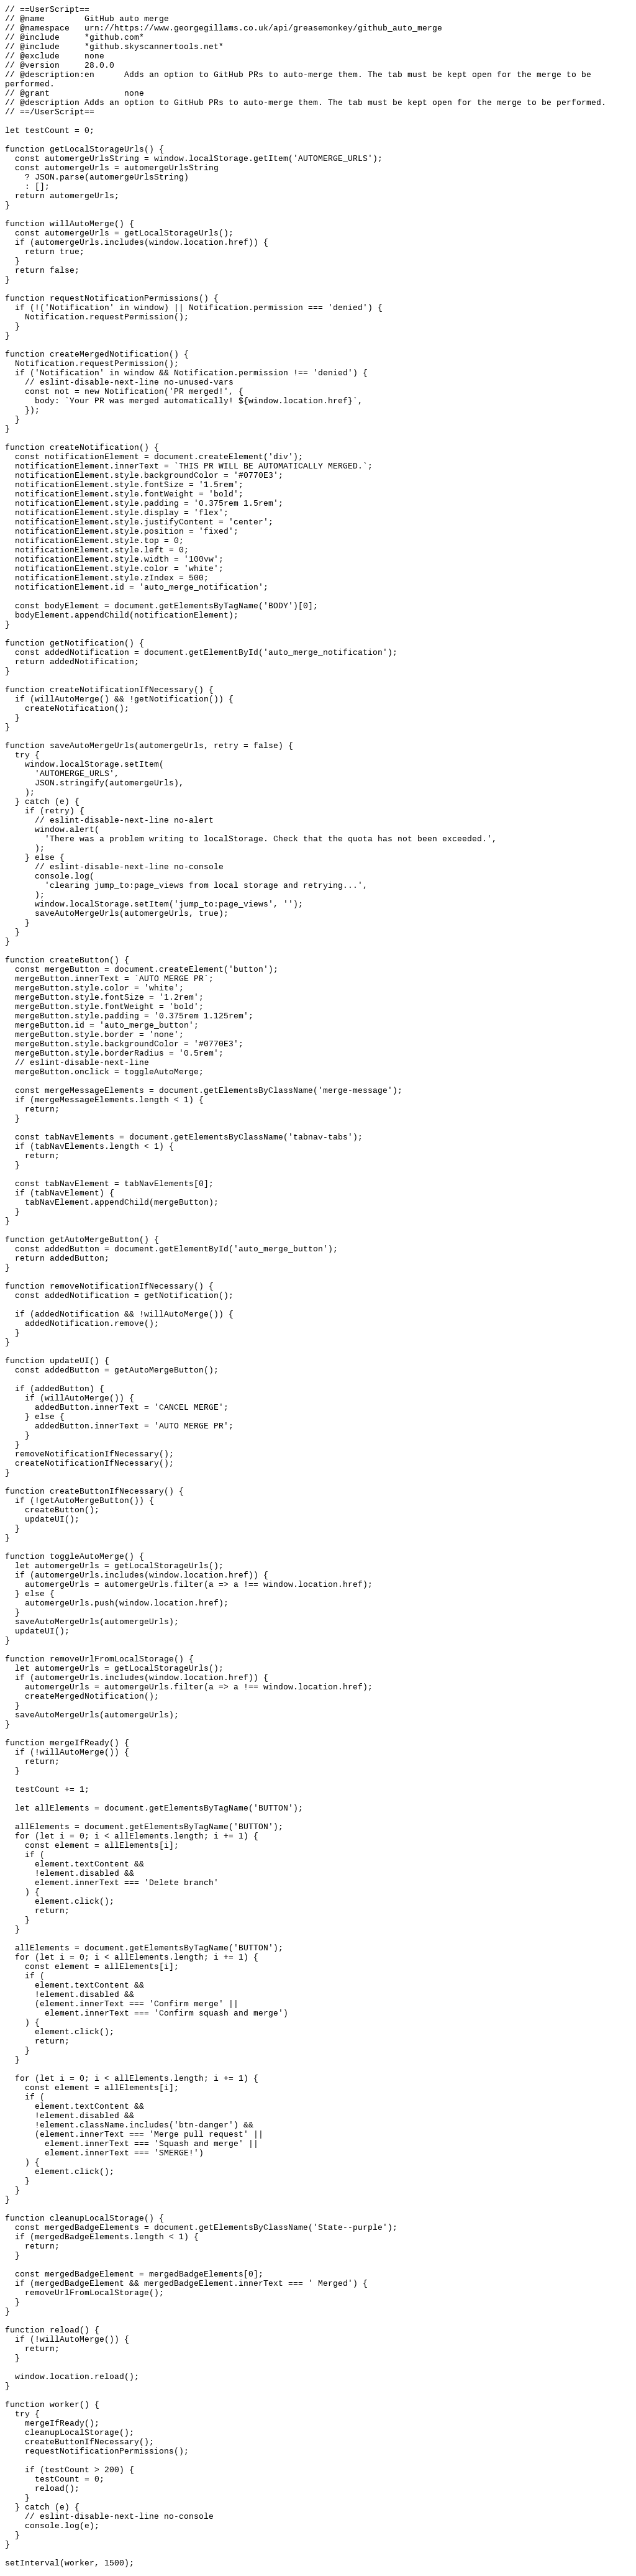 // ==UserScript==
// @name        GitHub auto merge
// @namespace   urn://https://www.georgegillams.co.uk/api/greasemonkey/github_auto_merge
// @include     *github.com*
// @include     *github.skyscannertools.net*
// @exclude     none
// @version     28.0.0
// @description:en      Adds an option to GitHub PRs to auto-merge them. The tab must be kept open for the merge to be
performed.
// @grant               none
// @description Adds an option to GitHub PRs to auto-merge them. The tab must be kept open for the merge to be performed.
// ==/UserScript==

let testCount = 0;

function getLocalStorageUrls() {
  const automergeUrlsString = window.localStorage.getItem('AUTOMERGE_URLS');
  const automergeUrls = automergeUrlsString
    ? JSON.parse(automergeUrlsString)
    : [];
  return automergeUrls;
}

function willAutoMerge() {
  const automergeUrls = getLocalStorageUrls();
  if (automergeUrls.includes(window.location.href)) {
    return true;
  }
  return false;
}

function requestNotificationPermissions() {
  if (!('Notification' in window) || Notification.permission === 'denied') {
    Notification.requestPermission();
  }
}

function createMergedNotification() {
  Notification.requestPermission();
  if ('Notification' in window && Notification.permission !== 'denied') {
    // eslint-disable-next-line no-unused-vars
    const not = new Notification('PR merged!', {
      body: `Your PR was merged automatically! ${window.location.href}`,
    });
  }
}

function createNotification() {
  const notificationElement = document.createElement('div');
  notificationElement.innerText = `THIS PR WILL BE AUTOMATICALLY MERGED.`;
  notificationElement.style.backgroundColor = '#0770E3';
  notificationElement.style.fontSize = '1.5rem';
  notificationElement.style.fontWeight = 'bold';
  notificationElement.style.padding = '0.375rem 1.5rem';
  notificationElement.style.display = 'flex';
  notificationElement.style.justifyContent = 'center';
  notificationElement.style.position = 'fixed';
  notificationElement.style.top = 0;
  notificationElement.style.left = 0;
  notificationElement.style.width = '100vw';
  notificationElement.style.color = 'white';
  notificationElement.style.zIndex = 500;
  notificationElement.id = 'auto_merge_notification';

  const bodyElement = document.getElementsByTagName('BODY')[0];
  bodyElement.appendChild(notificationElement);
}

function getNotification() {
  const addedNotification = document.getElementById('auto_merge_notification');
  return addedNotification;
}

function createNotificationIfNecessary() {
  if (willAutoMerge() && !getNotification()) {
    createNotification();
  }
}

function saveAutoMergeUrls(automergeUrls, retry = false) {
  try {
    window.localStorage.setItem(
      'AUTOMERGE_URLS',
      JSON.stringify(automergeUrls),
    );
  } catch (e) {
    if (retry) {
      // eslint-disable-next-line no-alert
      window.alert(
        'There was a problem writing to localStorage. Check that the quota has not been exceeded.',
      );
    } else {
      // eslint-disable-next-line no-console
      console.log(
        'clearing jump_to:page_views from local storage and retrying...',
      );
      window.localStorage.setItem('jump_to:page_views', '');
      saveAutoMergeUrls(automergeUrls, true);
    }
  }
}

function createButton() {
  const mergeButton = document.createElement('button');
  mergeButton.innerText = `AUTO MERGE PR`;
  mergeButton.style.color = 'white';
  mergeButton.style.fontSize = '1.2rem';
  mergeButton.style.fontWeight = 'bold';
  mergeButton.style.padding = '0.375rem 1.125rem';
  mergeButton.id = 'auto_merge_button';
  mergeButton.style.border = 'none';
  mergeButton.style.backgroundColor = '#0770E3';
  mergeButton.style.borderRadius = '0.5rem';
  // eslint-disable-next-line
  mergeButton.onclick = toggleAutoMerge;

  const mergeMessageElements = document.getElementsByClassName('merge-message');
  if (mergeMessageElements.length < 1) {
    return;
  }

  const tabNavElements = document.getElementsByClassName('tabnav-tabs');
  if (tabNavElements.length < 1) {
    return;
  }

  const tabNavElement = tabNavElements[0];
  if (tabNavElement) {
    tabNavElement.appendChild(mergeButton);
  }
}

function getAutoMergeButton() {
  const addedButton = document.getElementById('auto_merge_button');
  return addedButton;
}

function removeNotificationIfNecessary() {
  const addedNotification = getNotification();

  if (addedNotification && !willAutoMerge()) {
    addedNotification.remove();
  }
}

function updateUI() {
  const addedButton = getAutoMergeButton();

  if (addedButton) {
    if (willAutoMerge()) {
      addedButton.innerText = 'CANCEL MERGE';
    } else {
      addedButton.innerText = 'AUTO MERGE PR';
    }
  }
  removeNotificationIfNecessary();
  createNotificationIfNecessary();
}

function createButtonIfNecessary() {
  if (!getAutoMergeButton()) {
    createButton();
    updateUI();
  }
}

function toggleAutoMerge() {
  let automergeUrls = getLocalStorageUrls();
  if (automergeUrls.includes(window.location.href)) {
    automergeUrls = automergeUrls.filter(a => a !== window.location.href);
  } else {
    automergeUrls.push(window.location.href);
  }
  saveAutoMergeUrls(automergeUrls);
  updateUI();
}

function removeUrlFromLocalStorage() {
  let automergeUrls = getLocalStorageUrls();
  if (automergeUrls.includes(window.location.href)) {
    automergeUrls = automergeUrls.filter(a => a !== window.location.href);
    createMergedNotification();
  }
  saveAutoMergeUrls(automergeUrls);
}

function mergeIfReady() {
  if (!willAutoMerge()) {
    return;
  }

  testCount += 1;

  let allElements = document.getElementsByTagName('BUTTON');

  allElements = document.getElementsByTagName('BUTTON');
  for (let i = 0; i < allElements.length; i += 1) {
    const element = allElements[i];
    if (
      element.textContent &&
      !element.disabled &&
      element.innerText === 'Delete branch'
    ) {
      element.click();
      return;
    }
  }

  allElements = document.getElementsByTagName('BUTTON');
  for (let i = 0; i < allElements.length; i += 1) {
    const element = allElements[i];
    if (
      element.textContent &&
      !element.disabled &&
      (element.innerText === 'Confirm merge' ||
        element.innerText === 'Confirm squash and merge')
    ) {
      element.click();
      return;
    }
  }

  for (let i = 0; i < allElements.length; i += 1) {
    const element = allElements[i];
    if (
      element.textContent &&
      !element.disabled &&
      !element.className.includes('btn-danger') &&
      (element.innerText === 'Merge pull request' ||
        element.innerText === 'Squash and merge' ||
        element.innerText === 'SMERGE!')
    ) {
      element.click();
    }
  }
}

function cleanupLocalStorage() {
  const mergedBadgeElements = document.getElementsByClassName('State--purple');
  if (mergedBadgeElements.length < 1) {
    return;
  }

  const mergedBadgeElement = mergedBadgeElements[0];
  if (mergedBadgeElement && mergedBadgeElement.innerText === ' Merged') {
    removeUrlFromLocalStorage();
  }
}

function reload() {
  if (!willAutoMerge()) {
    return;
  }

  window.location.reload();
}

function worker() {
  try {
    mergeIfReady();
    cleanupLocalStorage();
    createButtonIfNecessary();
    requestNotificationPermissions();

    if (testCount > 200) {
      testCount = 0;
      reload();
    }
  } catch (e) {
    // eslint-disable-next-line no-console
    console.log(e);
  }
}

setInterval(worker, 1500);